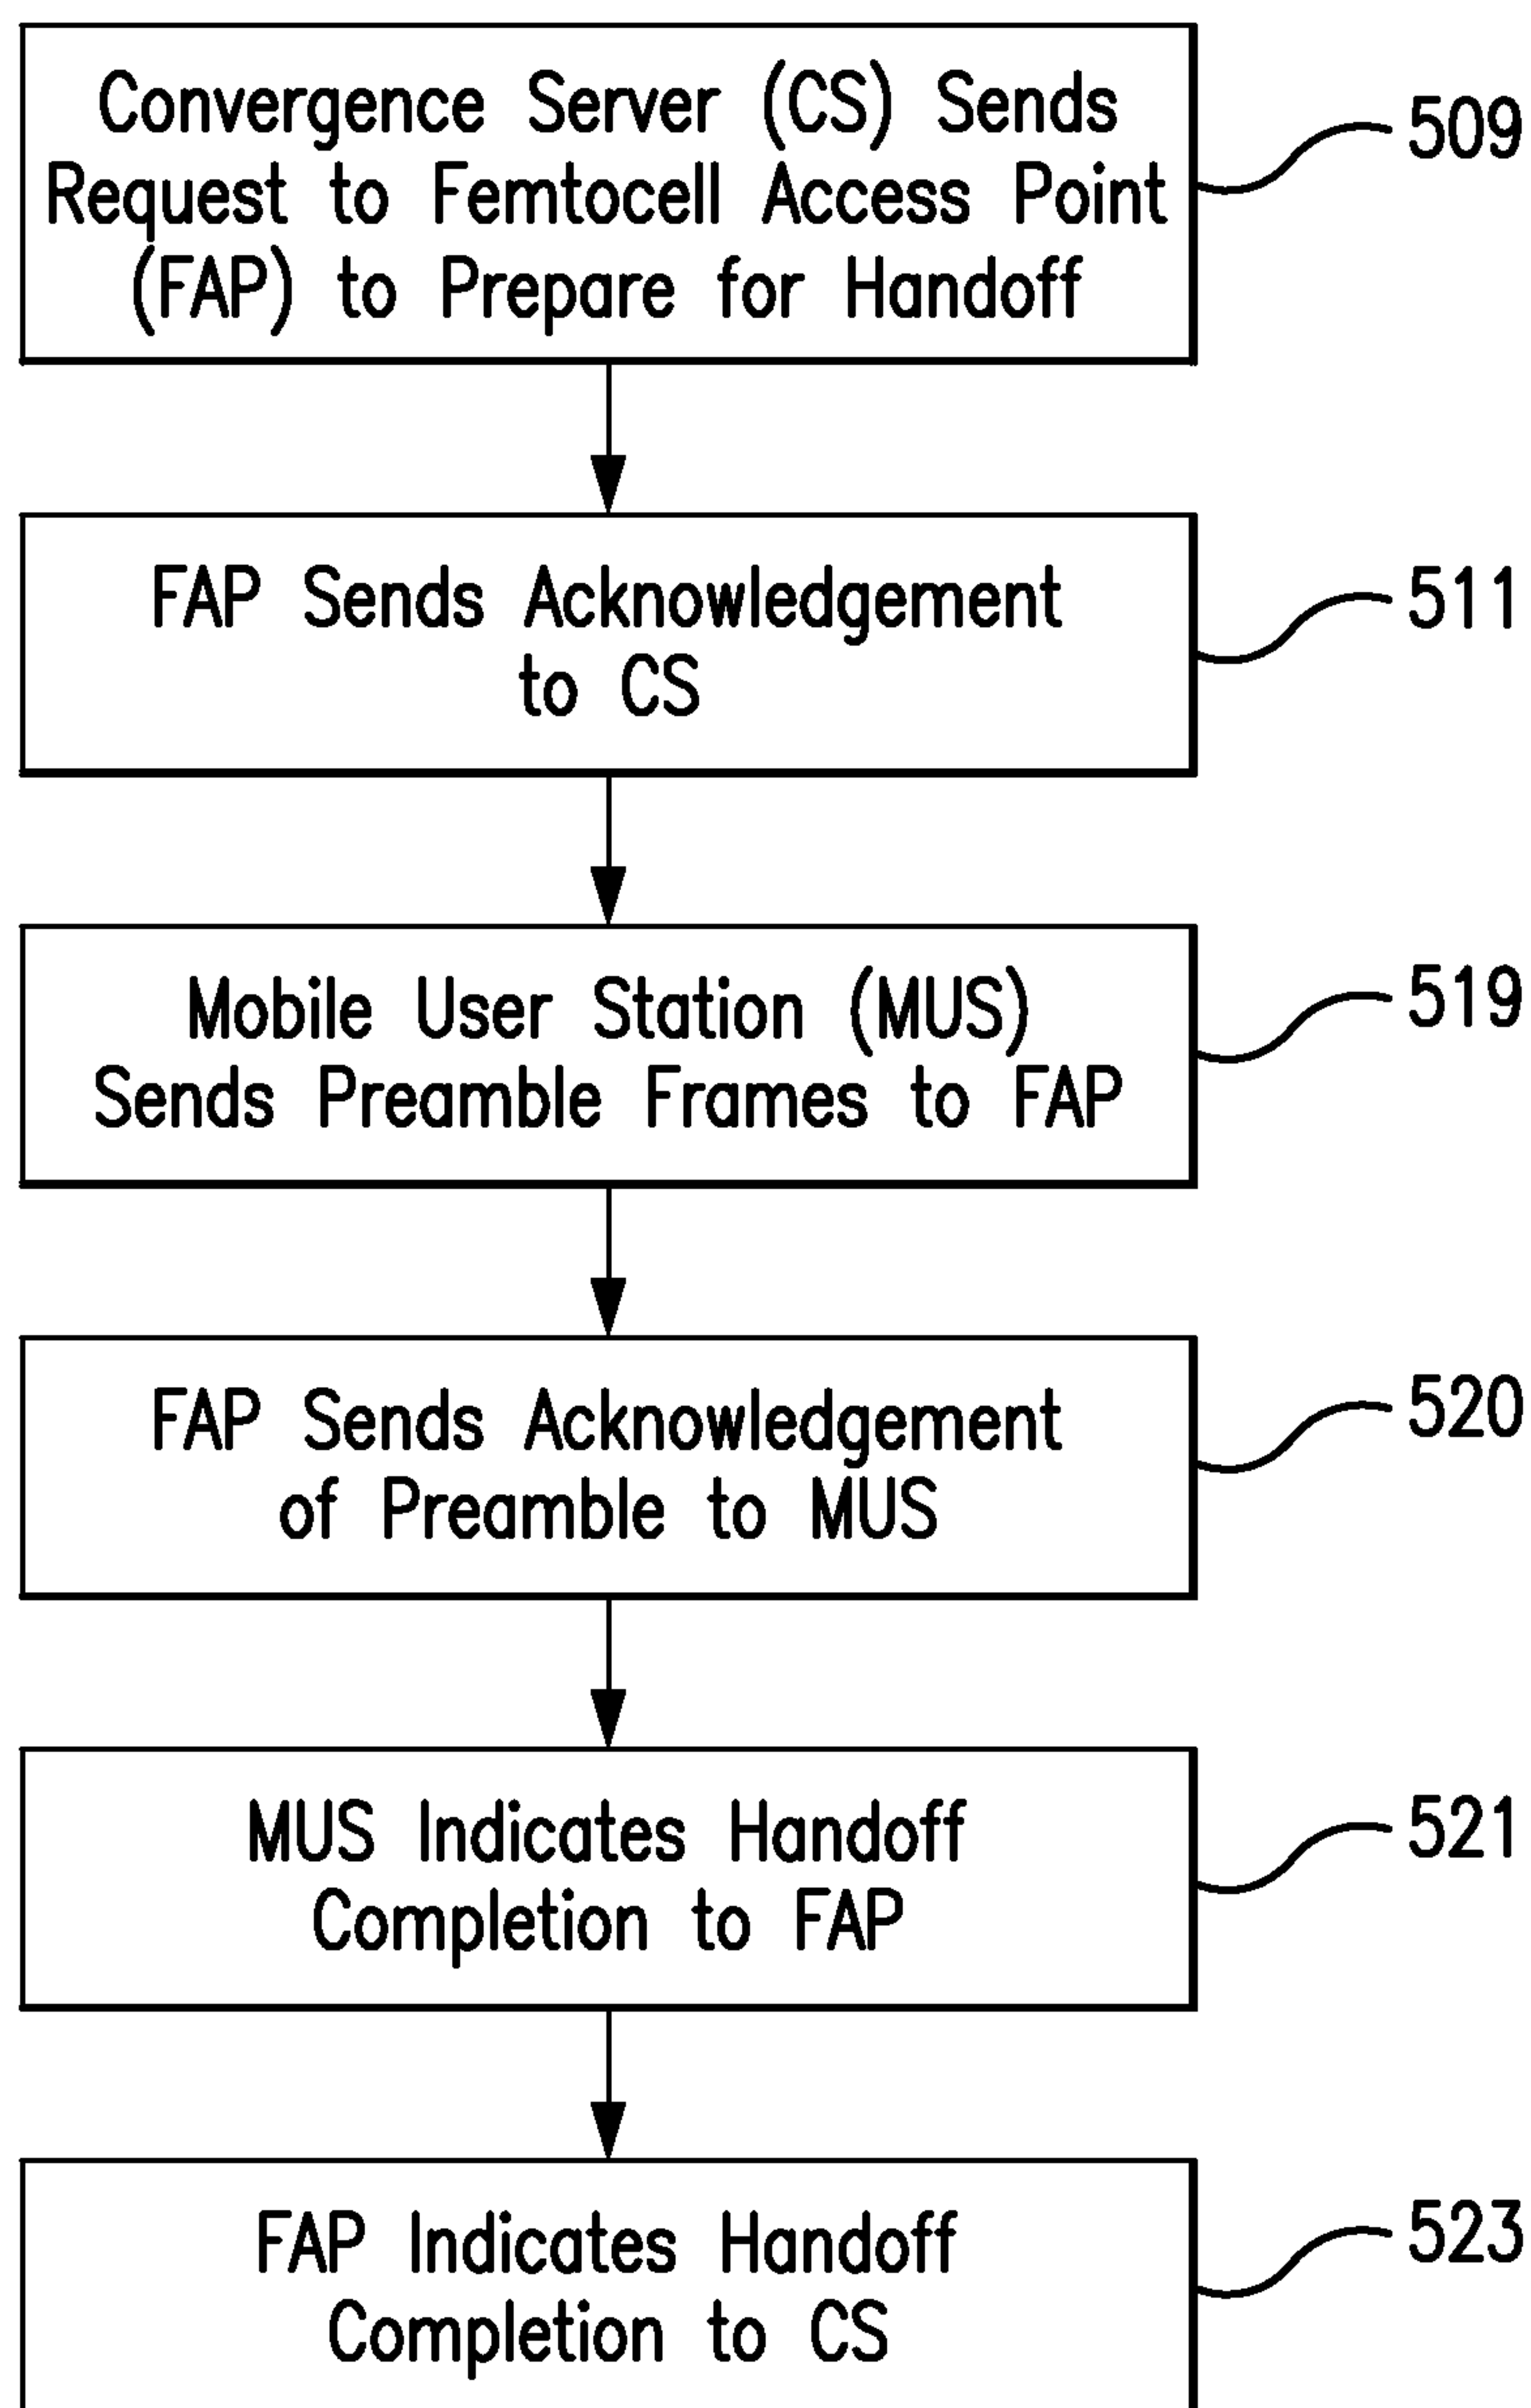 Convergence Server (CS) Sends
Request to Femtocell Access Point
(FAP) to Prepare for Handoff
509
FAP Sends Acknowledgement
to CS
511
Mobile User Station (MUS)
Sends Preamble Frames to FAP
519
FAP Sends Acknowledgement
of Preamble to MUS
520
MUS Indicates Handoff
Completion to FAP
521
FAP Indicates Handoff
Completion to CS
523